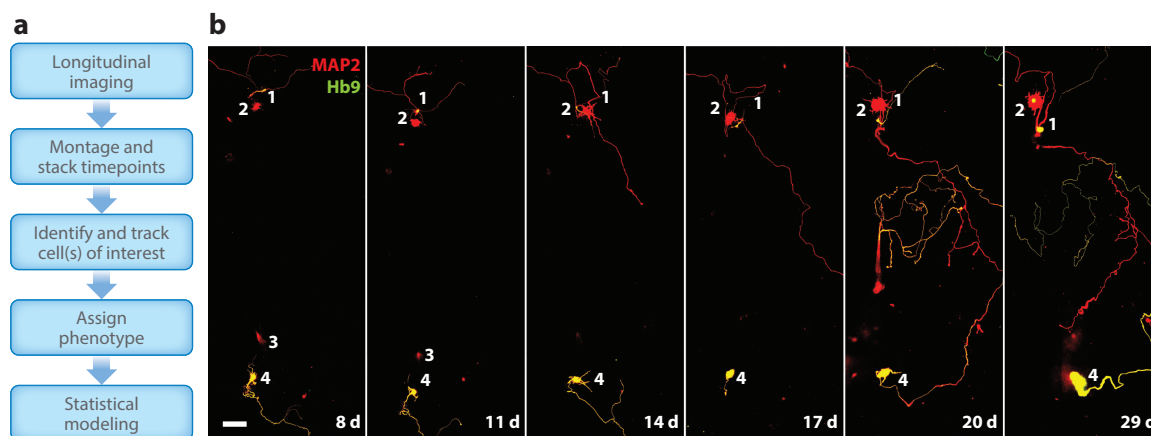 a
Longitudinal
imaging
Montage and
stack timepoints
Identify and track
cell(s) of interest
Assign
phenotype
Statistical
modeling
b
MAP2
Hb9
1
2
3
4
8 d
1
2
3
4
11 d
1
2
4
14 d
1
2
4
17 d
1
2
4
20 d
2
1
4
29 d